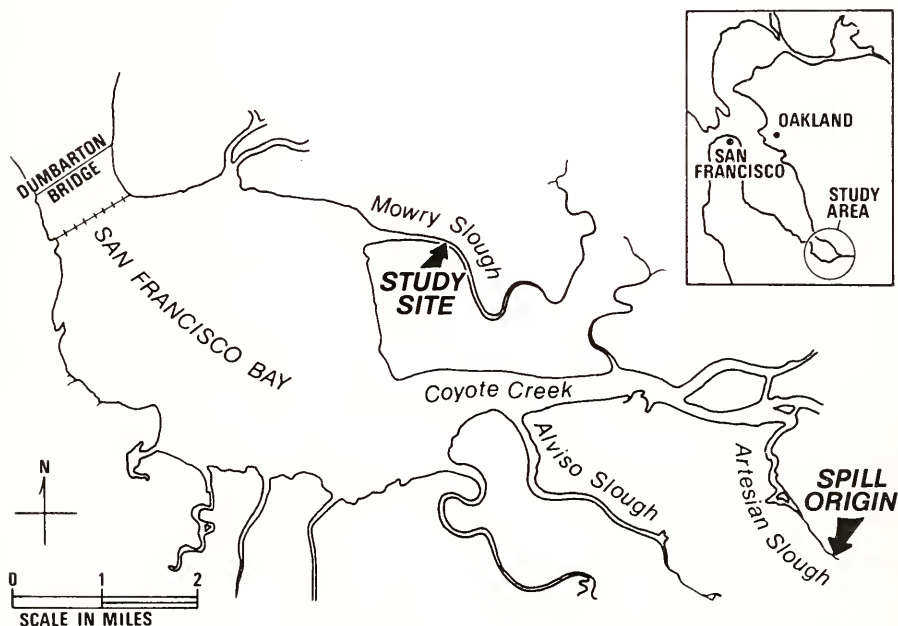 DUMBARTON
BRIDGE
SAN FRANCISCO BAY
Mowry Slough
STUDY
SITE
Coyote Creek
Alviso Slough
Artesian Slough
SPILL
ORIGIN
N
0 1 2
SCALE IN MILES
OAKLAND
SAN
FRANCISCO
STUDY
AREA